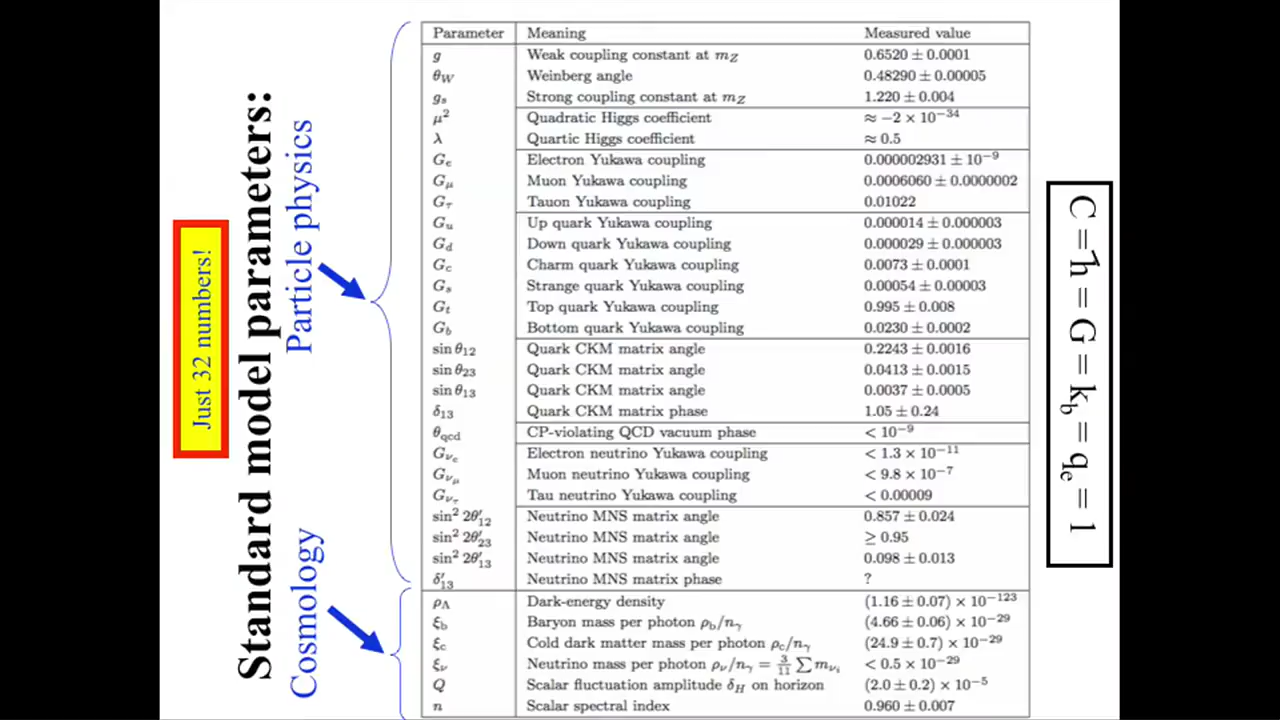 Just 32 numbers!
Standard model parameters:
Particle physics
Cosmology
Parameter Meaning Measured value
g Weak coupling constant at m_Z 0.6520 ± 0.0001
θ_W Weinberg angle 0.48290 ± 0.00005
g_s Strong coupling constant at m_Z 1.220 ± 0.004
μ² Quadratic Higgs coefficient ≈ −2 × 10⁻³⁴
λ Quartic Higgs coefficient ≈ 0.5
G_e Electron Yukawa coupling 0.000002931 ± 10⁻⁹
G_μ Muon Yukawa coupling 0.0006060 ± 0.0000002
G_τ Tauon Yukawa coupling 0.01022
G_u Up quark Yukawa coupling 0.000014 ± 0.000003
G_d Down quark Yukawa coupling 0.000029 ± 0.000003
G_c Charm quark Yukawa coupling 0.0073 ± 0.0001
G_s Strange quark Yukawa coupling 0.00054 ± 0.00003
G_t Top quark Yukawa coupling 0.995 ± 0.008
G_b Bottom quark Yukawa coupling 0.0230 ± 0.0002
sin θ₁₂ Quark CKM matrix angle 0.2243 ± 0.0016
sin θ₂₃ Quark CKM matrix angle 0.0413 ± 0.0015
sin θ₁₃ Quark CKM matrix angle 0.0037 ± 0.0005
δ₁₃ Quark CKM matrix phase 1.05 ± 0.24
θ_qcd CP-violating QCD vacuum phase < 10⁻⁹
G_νe Electron neutrino Yukawa coupling < 1.3 × 10⁻¹¹
G_νμ Muon neutrino Yukawa coupling < 9.8 × 10⁻⁷
G_ντ Tau neutrino Yukawa coupling < 0.00009
sin² 2θ′₁₂ Neutrino MNS matrix angle 0.857 ± 0.024
sin² 2θ′₂₃ Neutrino MNS matrix angle ≥ 0.95
sin² 2θ′₁₃ Neutrino MNS matrix angle 0.098 ± 0.013
δ′₁₃ Neutrino MNS matrix phase ?
ρ_Λ Dark-energy density (1.16 ± 0.07) × 10⁻¹²³
ξ_b Baryon mass per photon ρ_b/n_γ (4.66 ± 0.06) × 10⁻²⁹
ξ_c Cold dark matter mass per photon ρ_c/n_γ (24.9 ± 0.7) × 10⁻²⁹
ξ_ν Neutrino mass per photon ρ_ν/n_γ = 3/11 ∑ m_νi < 0.5 × 10⁻²⁹
Q Scalar fluctuation amplitude δ_H on horizon (2.0 ± 0.2) × 10⁻⁵
n Scalar spectral index 0.960 ± 0.007
C = ħ = G = k_b = q_e = 1